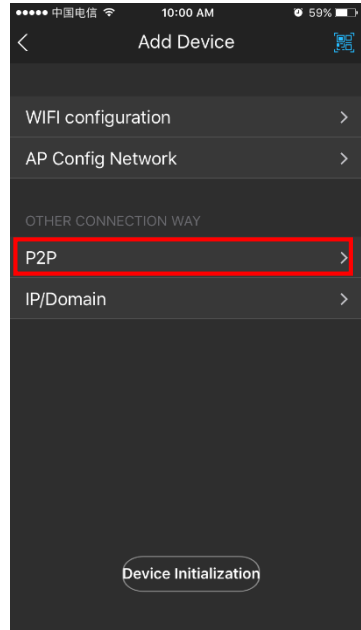 中国电信 10:00 AM 59%
Add Device
WIFI configuration
AP Config Network
OTHER CONNECTION WAY
P2P
IP/Domain
Device Initialization